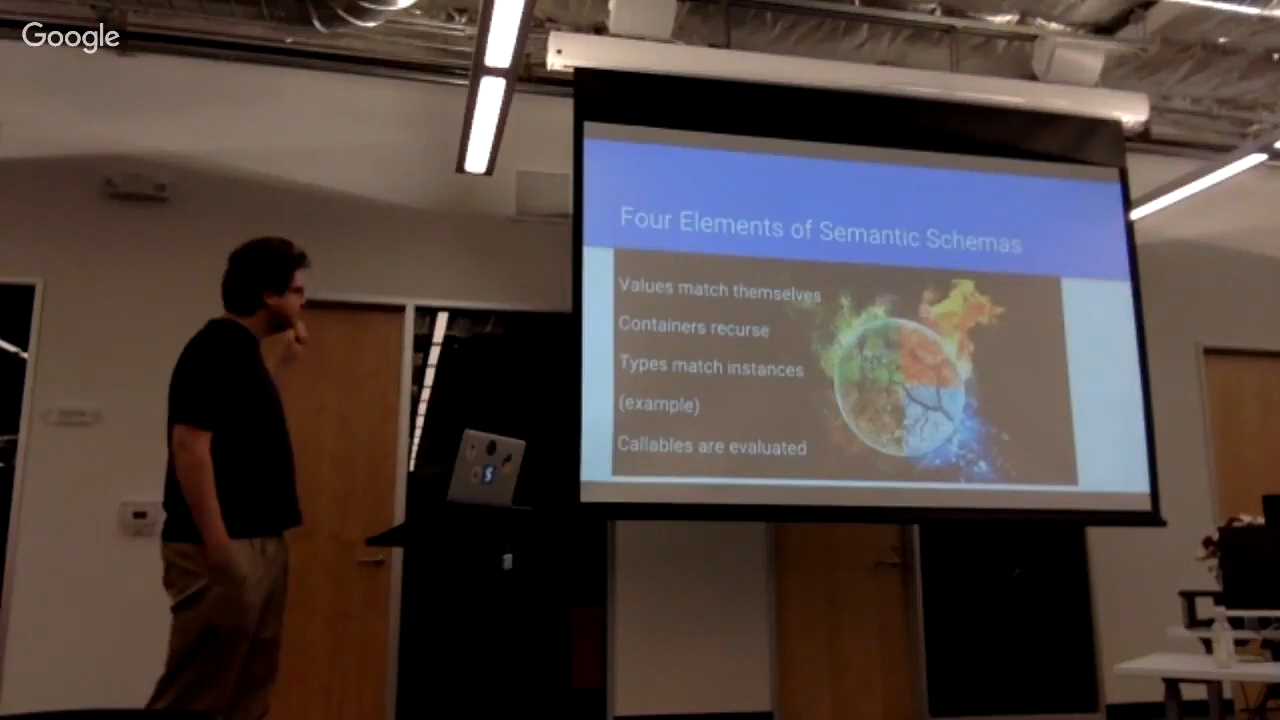 Google
Four Elements of Semantic Schemas
Values match themselves
Containers recurse
Types match instances
(example)
Callables are evaluated